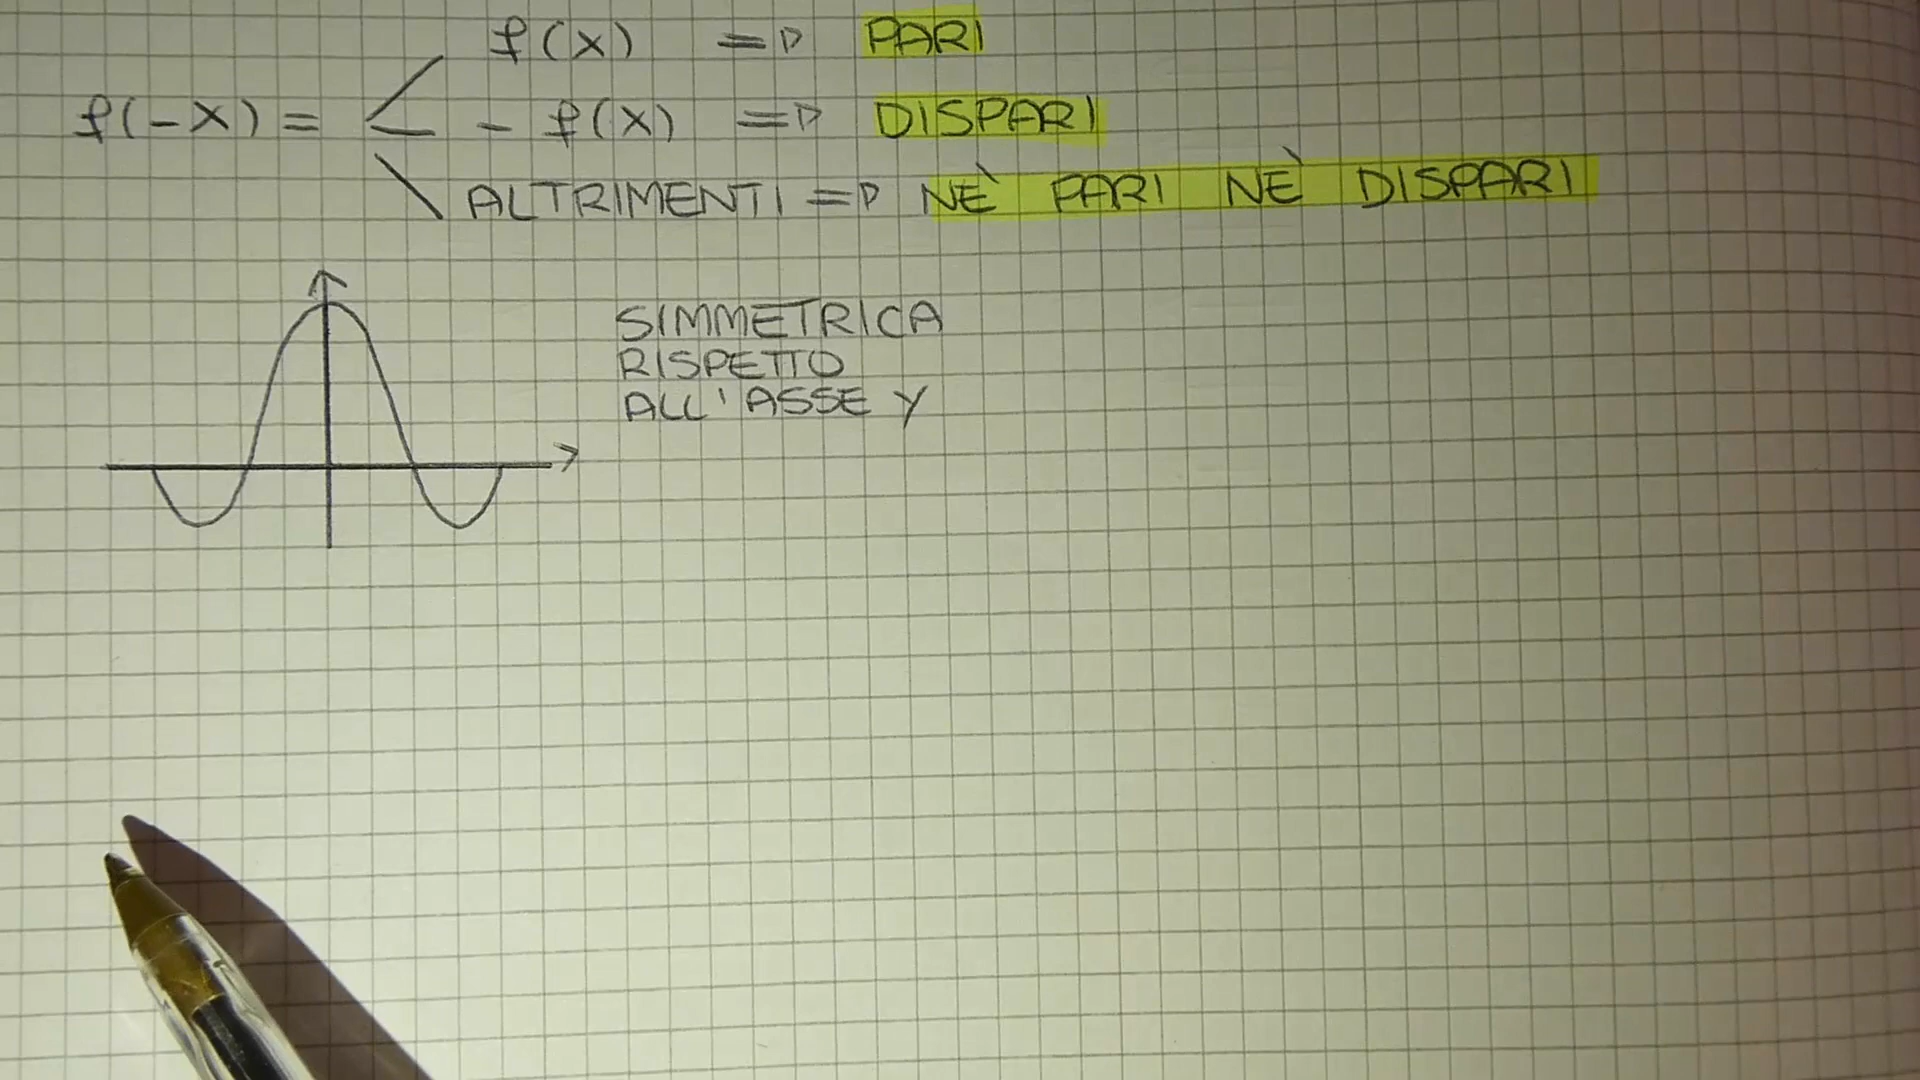 f(x) => PARI
f(-x) = - f(x) => DISPARI
ALTRIMENTI => NÈ PARI NÈ DISPARI
SIMMETRICA
RISPETTO
ALL'ASSE Y